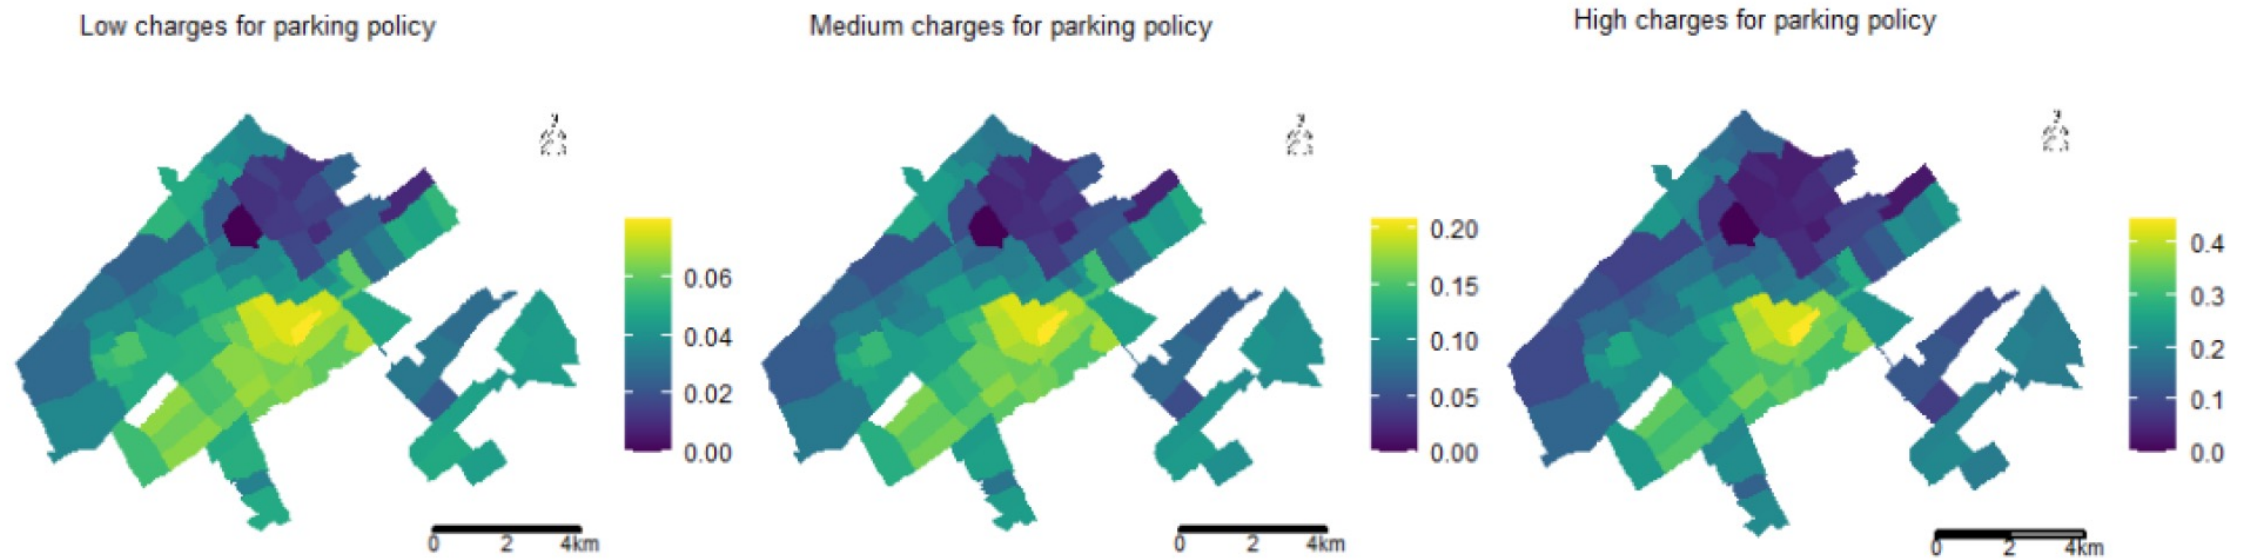 Low charges for parking policy
Medium charges for parking policy
High charges for parking policy
0.06
0.04
0.02
0.00
0.20
0.15
0.10
0.05
0.00
0.4
0.3
0.2
0.1
0.0
0 2 4km
0 2 4km
0 2 4km